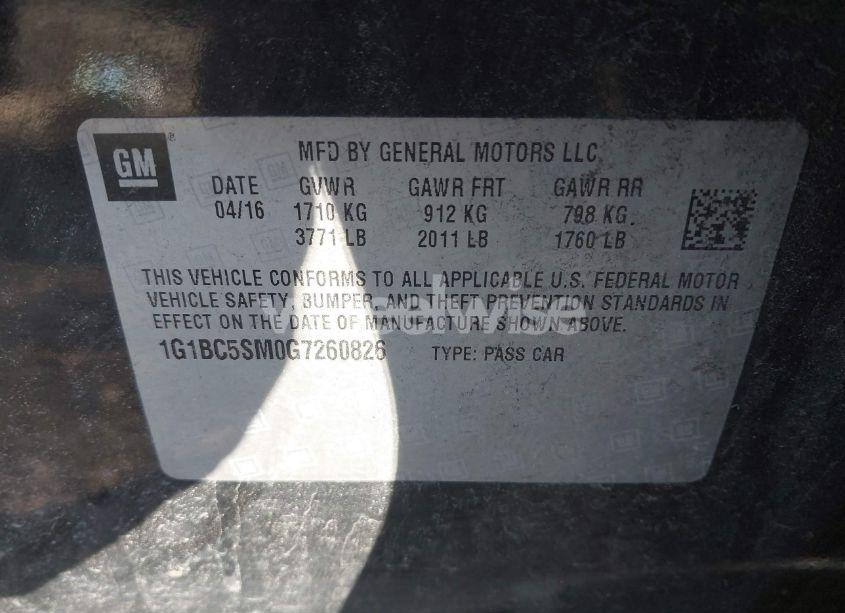 GM ® MFD BY GENERAL MOTORS LLC
DATE GVWR GAWR FRT GAWR RR
04/16 1710 KG 912 KG 798 KG
3771 LB 2011 LB 1760 LB
THIS VEHICLE CONFORMS TO ALL APPLICABLE U.S. FEDERAL MOTOR
VEHICLE SAFETY, BUMPER, AND THEFT PREVENTION STANDARDS IN
EFFECT ON THE DATE OF MANUFACTURE SHOWN ABOVE.
1G1BC5SM0G7260826 TYPE: PASS CAR